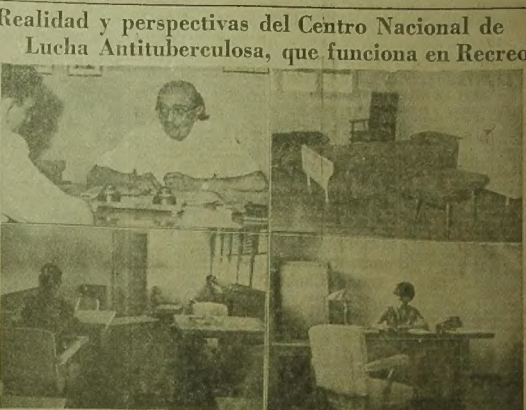 Realidad y perspectivas del Centro Nacional de
Lucha Antituberculosa, que funciona en Recreo